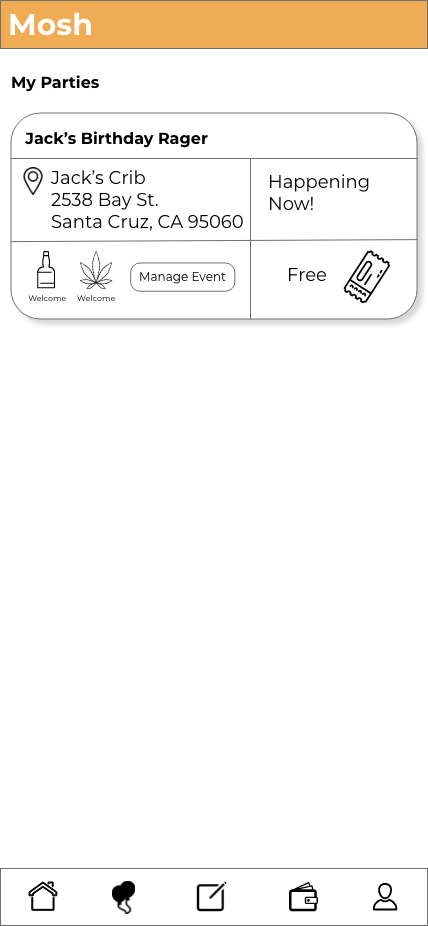 Mosh
My Parties
Jack’s Birthday Rager
Jack’s Crib
2538 Bay St.
Santa Cruz, CA 95060
Happening
Now!
Welcome
Welcome
Manage Event
Free